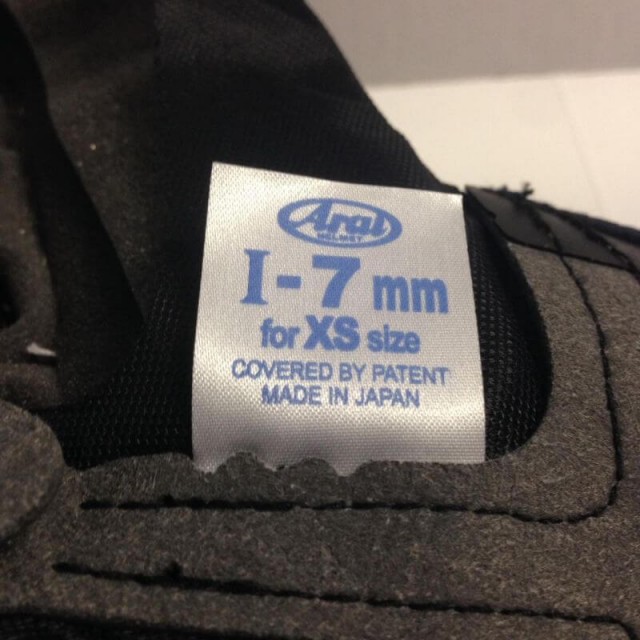 Arai
HELMET
I-7mm
for XS size
COVERED BY PATENT
MADE IN JAPAN